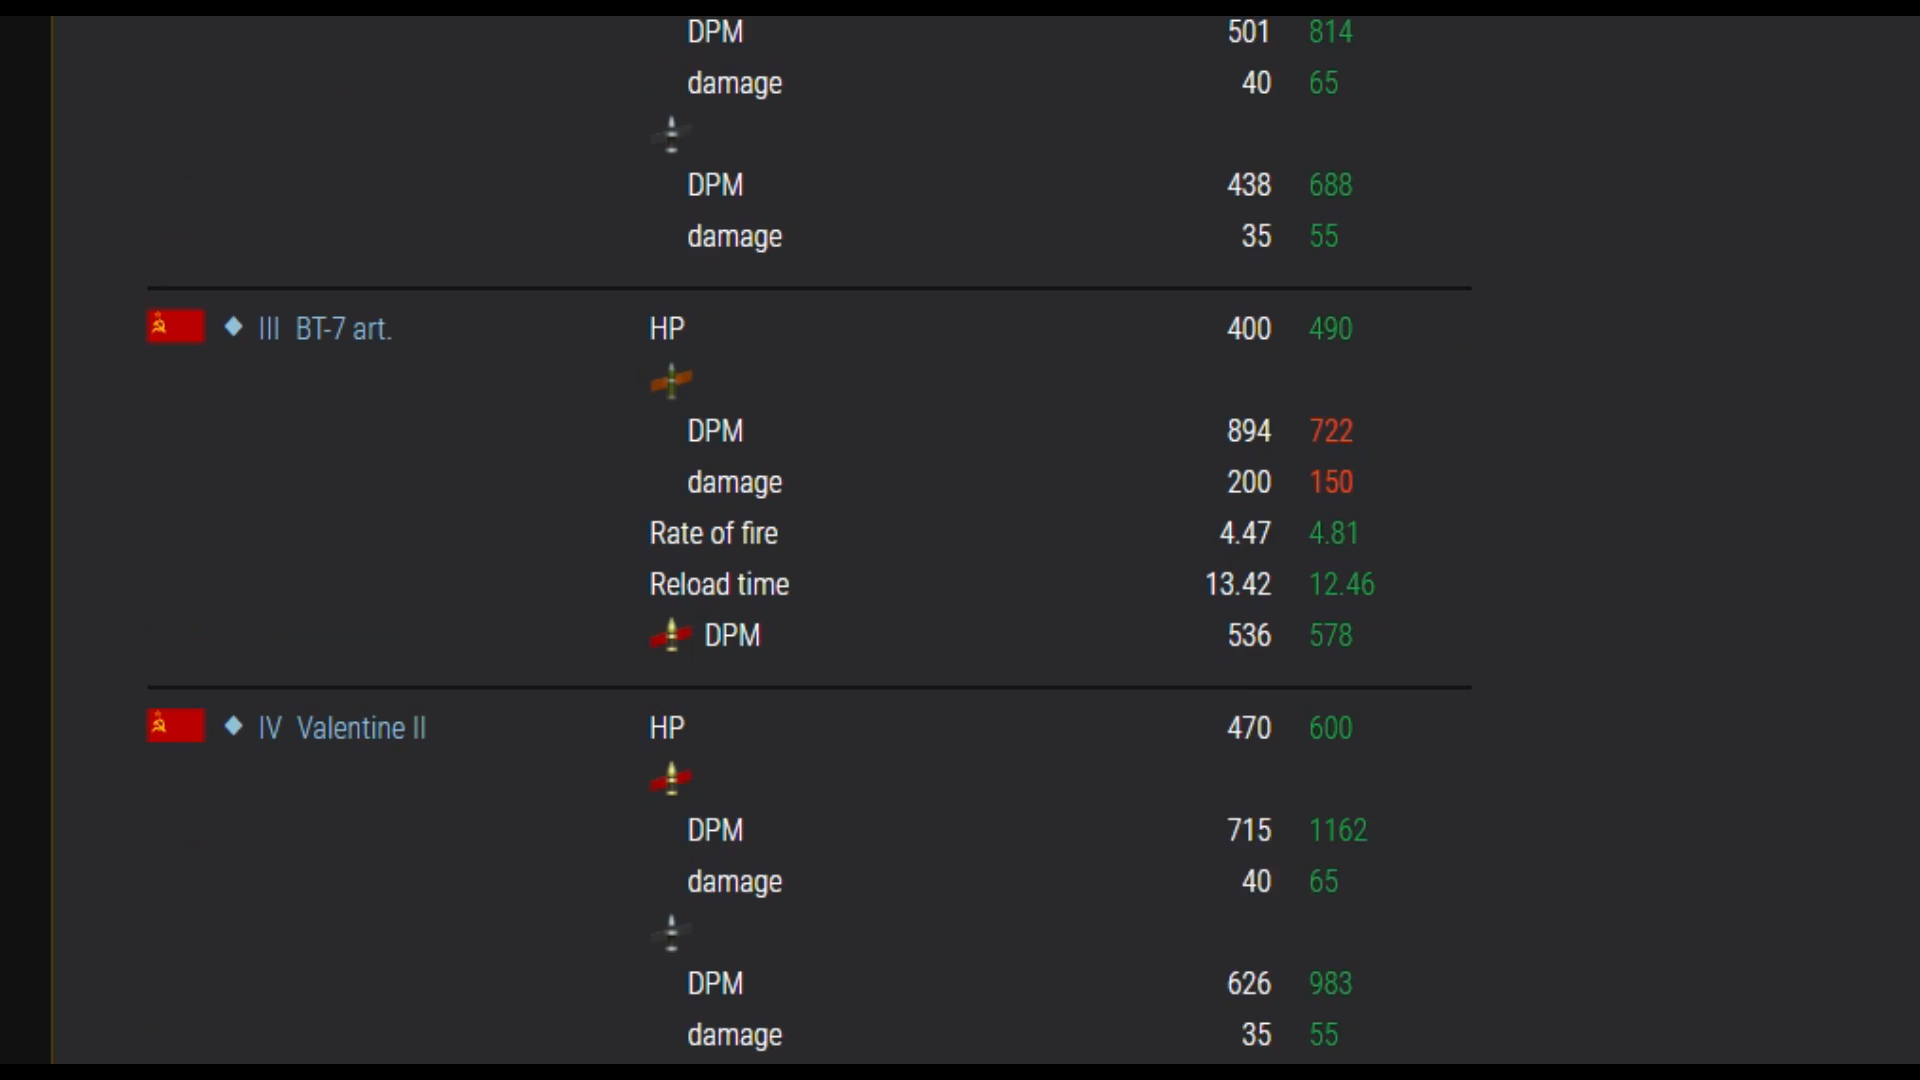 DPM 501 814
damage 40 65
DPM 438 688
damage 35 55
III BT-7 art. HP 400 490
DPM 894 722
damage 200 150
Rate of fire 4.47 4.81
Reload time 13.42 12.46
DPM 536 578
IV Valentine II HP 470 600
DPM 715 1162
damage 40 65
DPM 626 983
damage 35 55